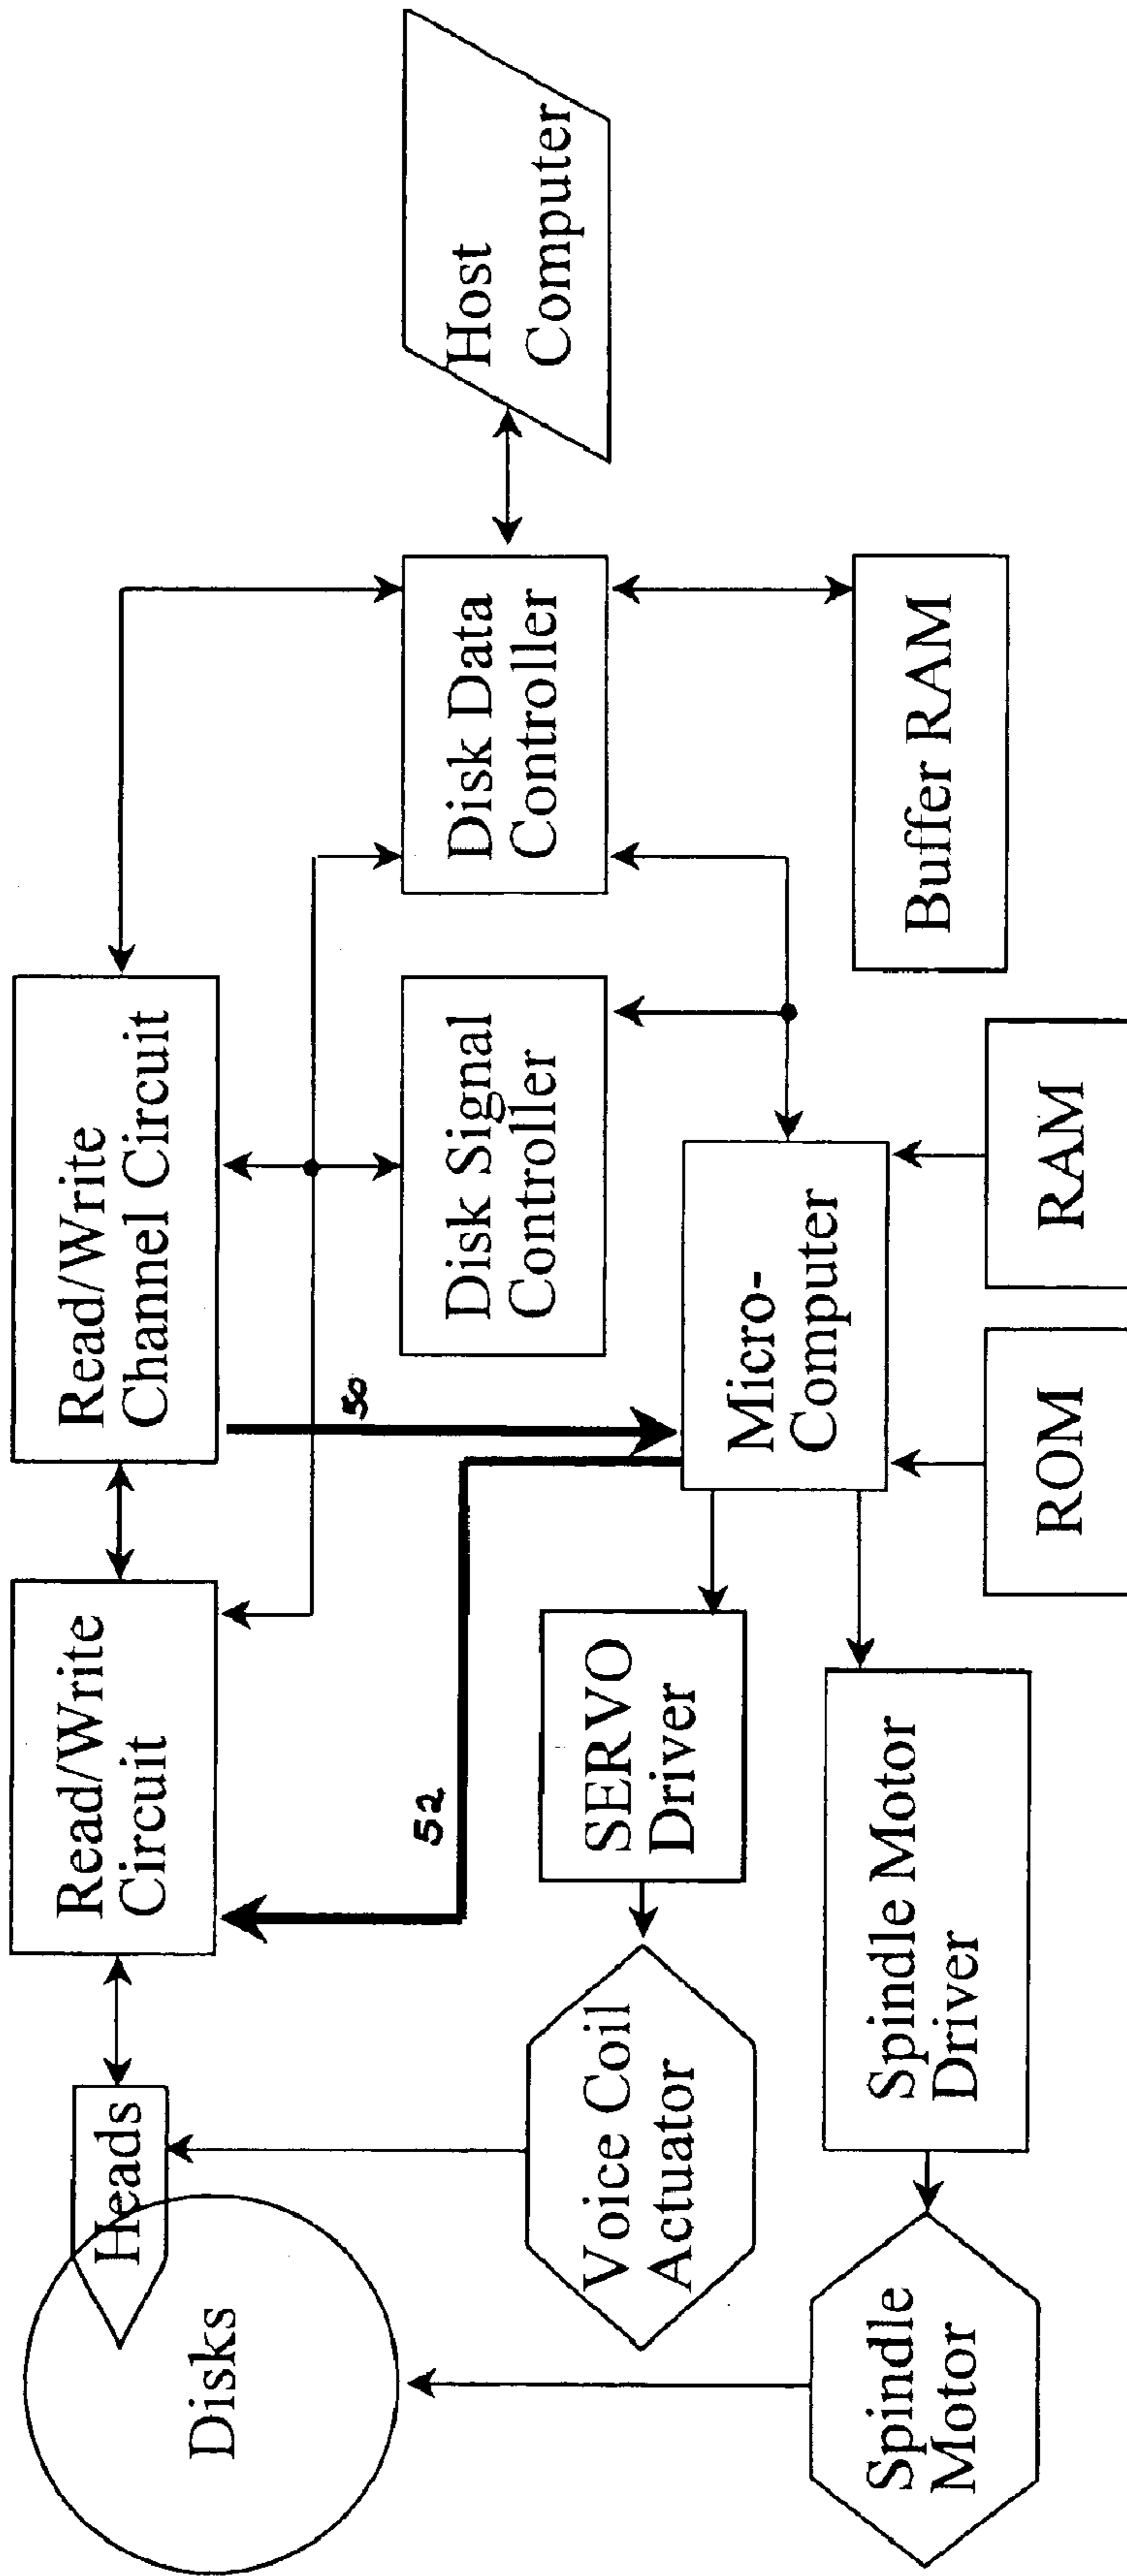 Disks
Heads
Read/Write
Circuit
Read/Write
Channel Circuit
52
50
Disk Signal
Controller
Disk Data
Controller
Host
Computer
Voice Coil
Actuator
SERVO
Driver
Micro-
Computer
Spindle
Motor
Spindle Motor
Driver
Buffer RAM
ROM
RAM